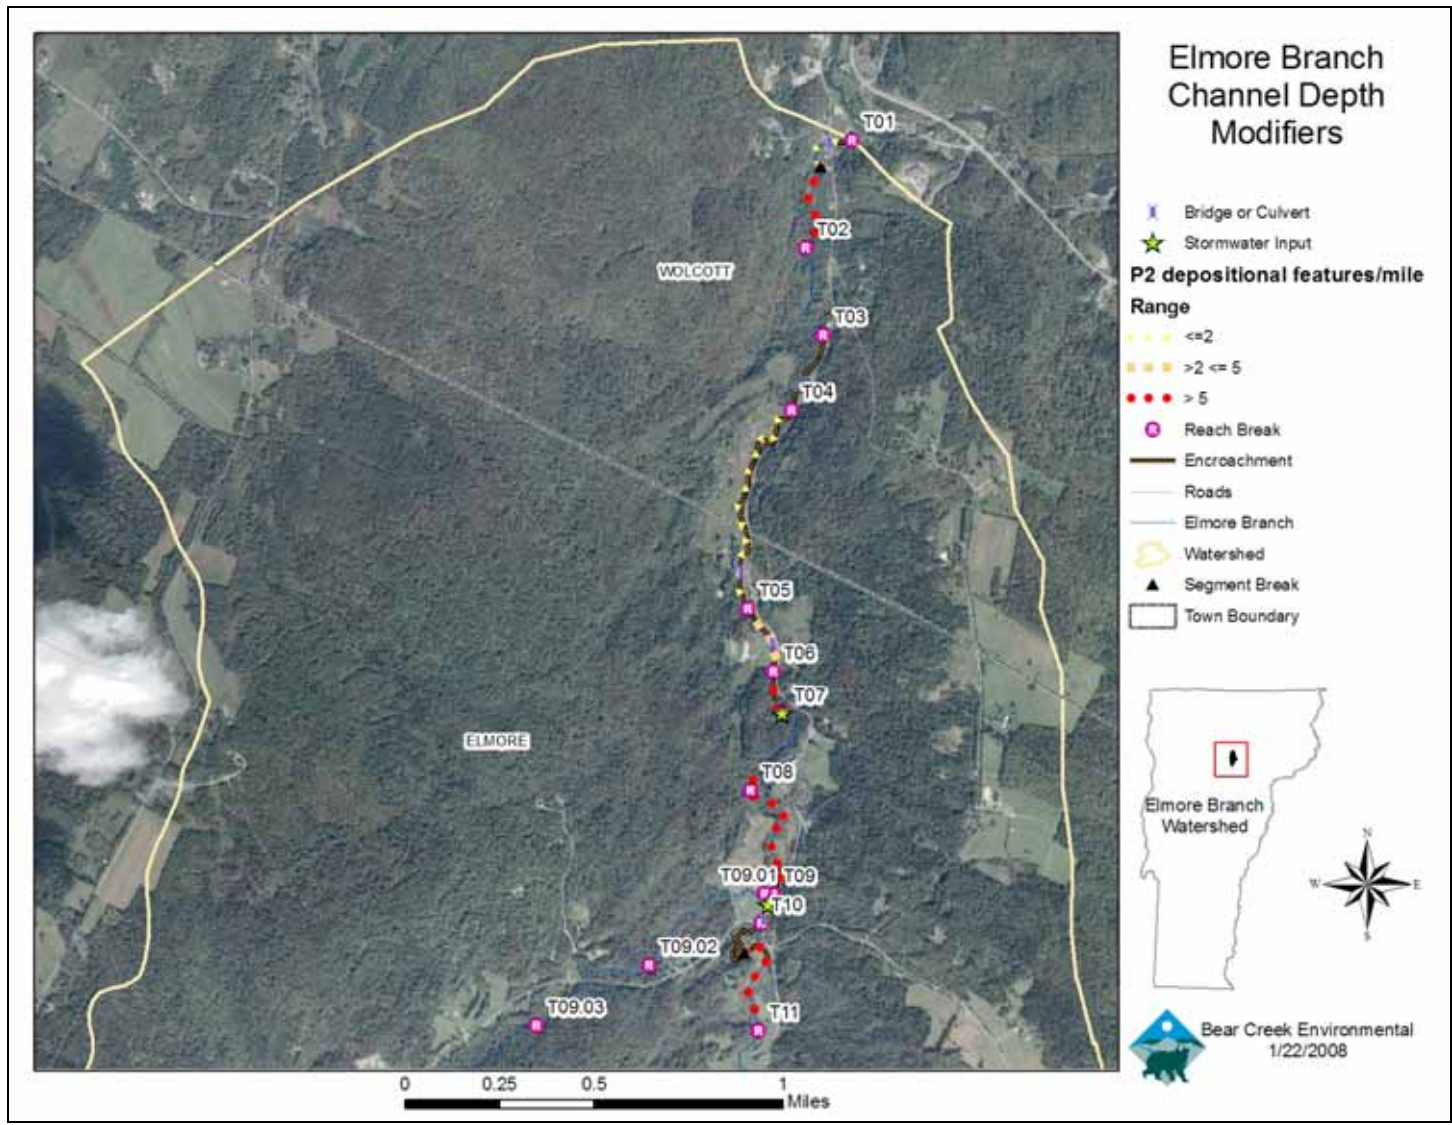 Elmore Branch
Channel Depth
Modifiers
Bridge or Culvert
Stormwater Input
P2 depositional features/mile
Range
<=2
>2 <= 5
> 5
R Reach Break
Encroachment
Roads
Elmore Branch
Watershed
Segment Break
Town Boundary
T01
R
T02
R
WOLCOTT
T03
R
T04
R
T05
R
T06
R
T07
ELMORE
T08
R
T09.01 T09
T10
T09.02
R
T09.03
R
T11
R
Elmore Branch
Watershed
N
W E
S
Bear Creek Environmental
1/22/2008
0 0.25 0.5 1
Miles